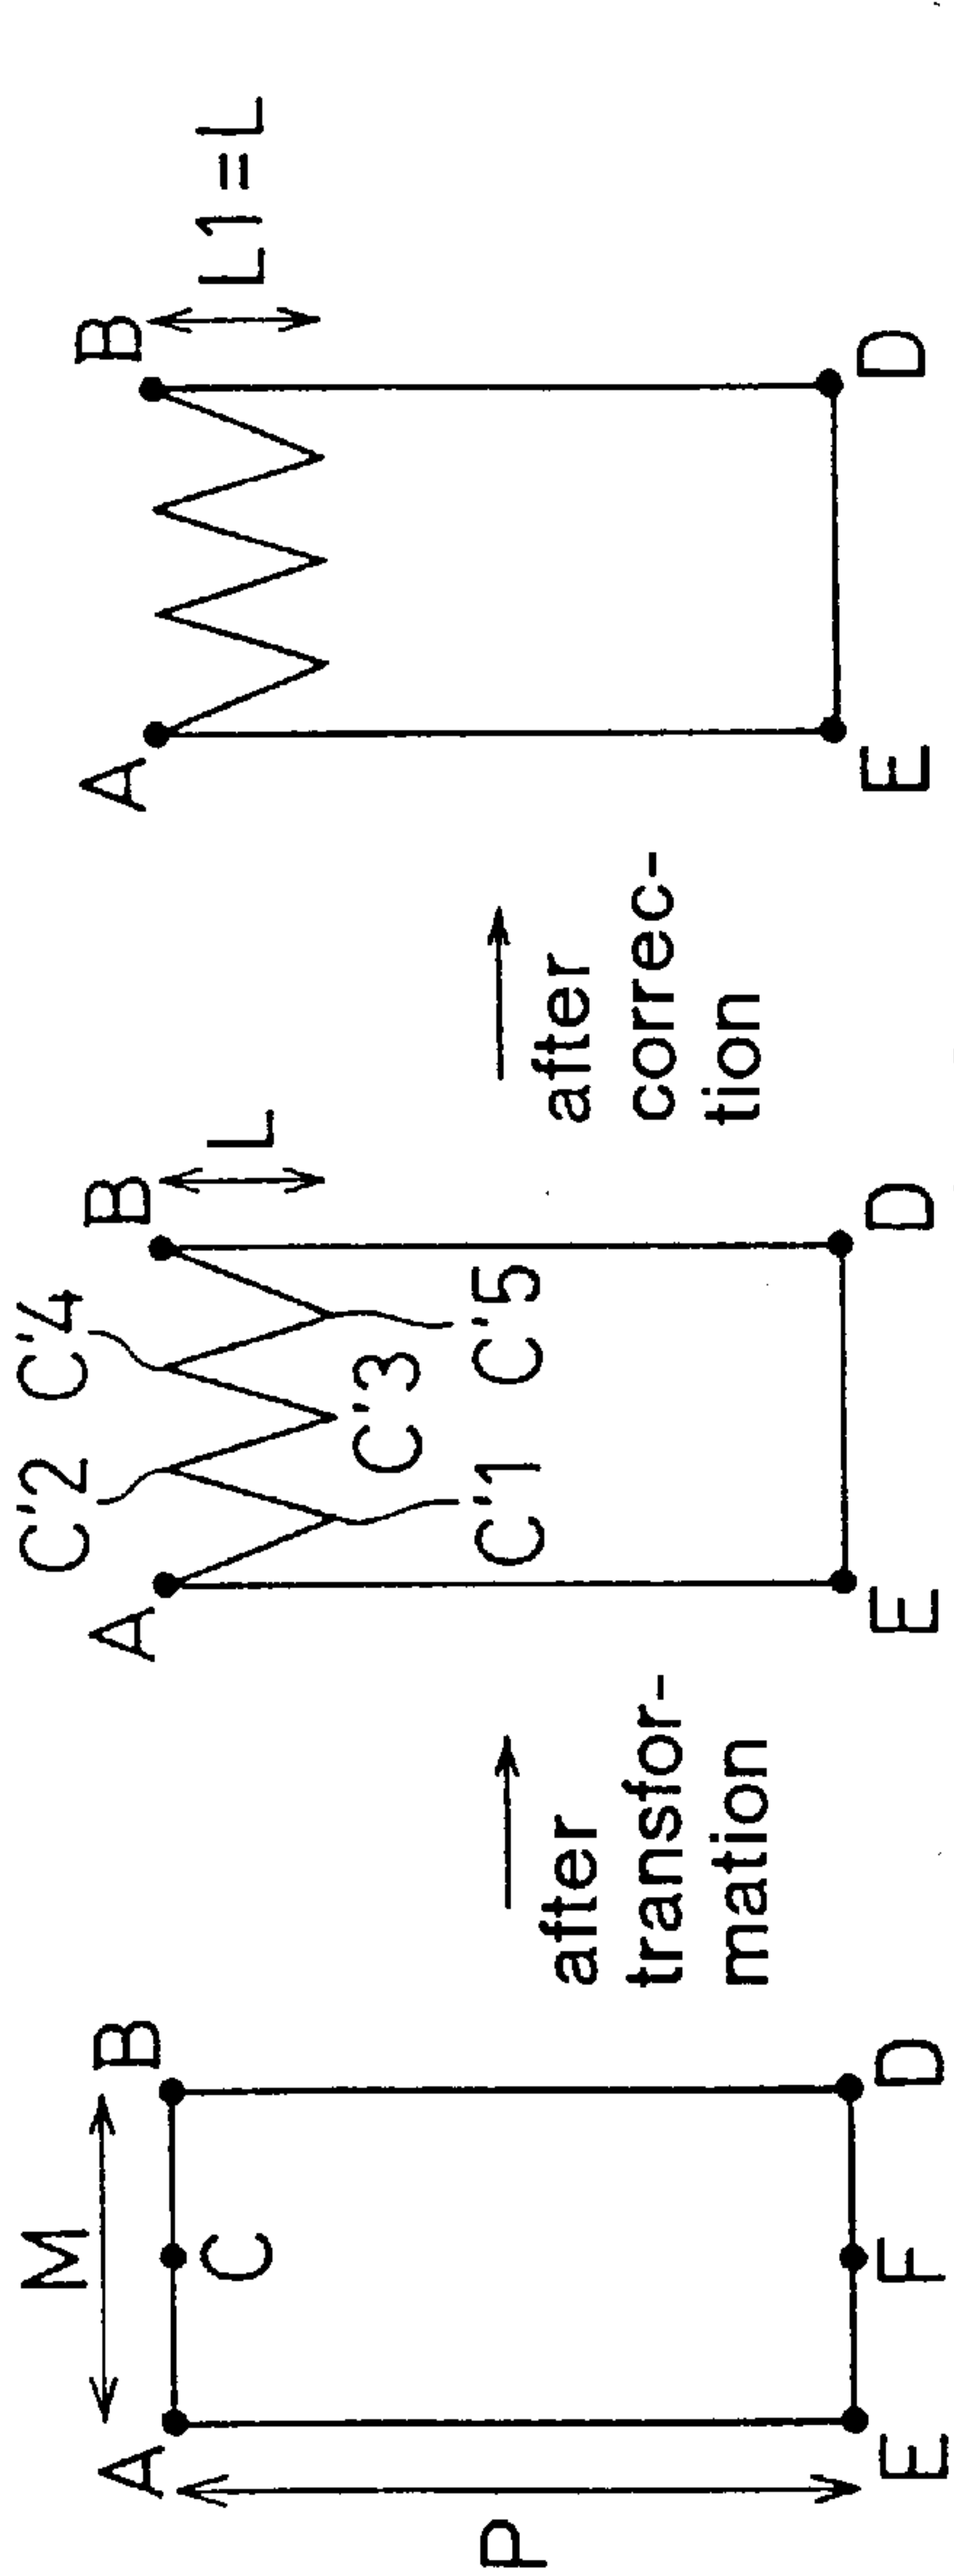 M
A
B
C
P
E
F
D
after
transfor-
mation
C'2
C'4
A
B
L
C'3
C'1
C'5
E
D
after
correc-
tion
A
B
L1=L
E
D